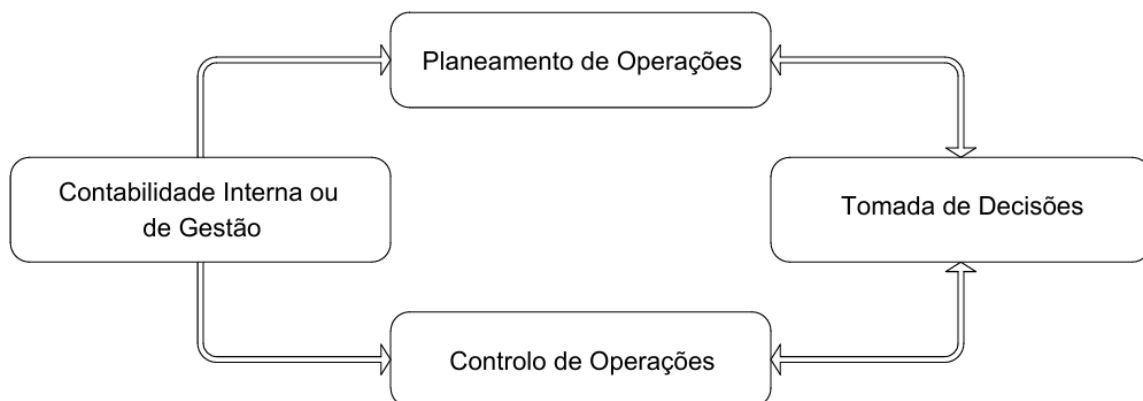 Planeamento de Operações
Contabilidade Interna ou
de Gestão
Tomada de Decisões
Controlo de Operações